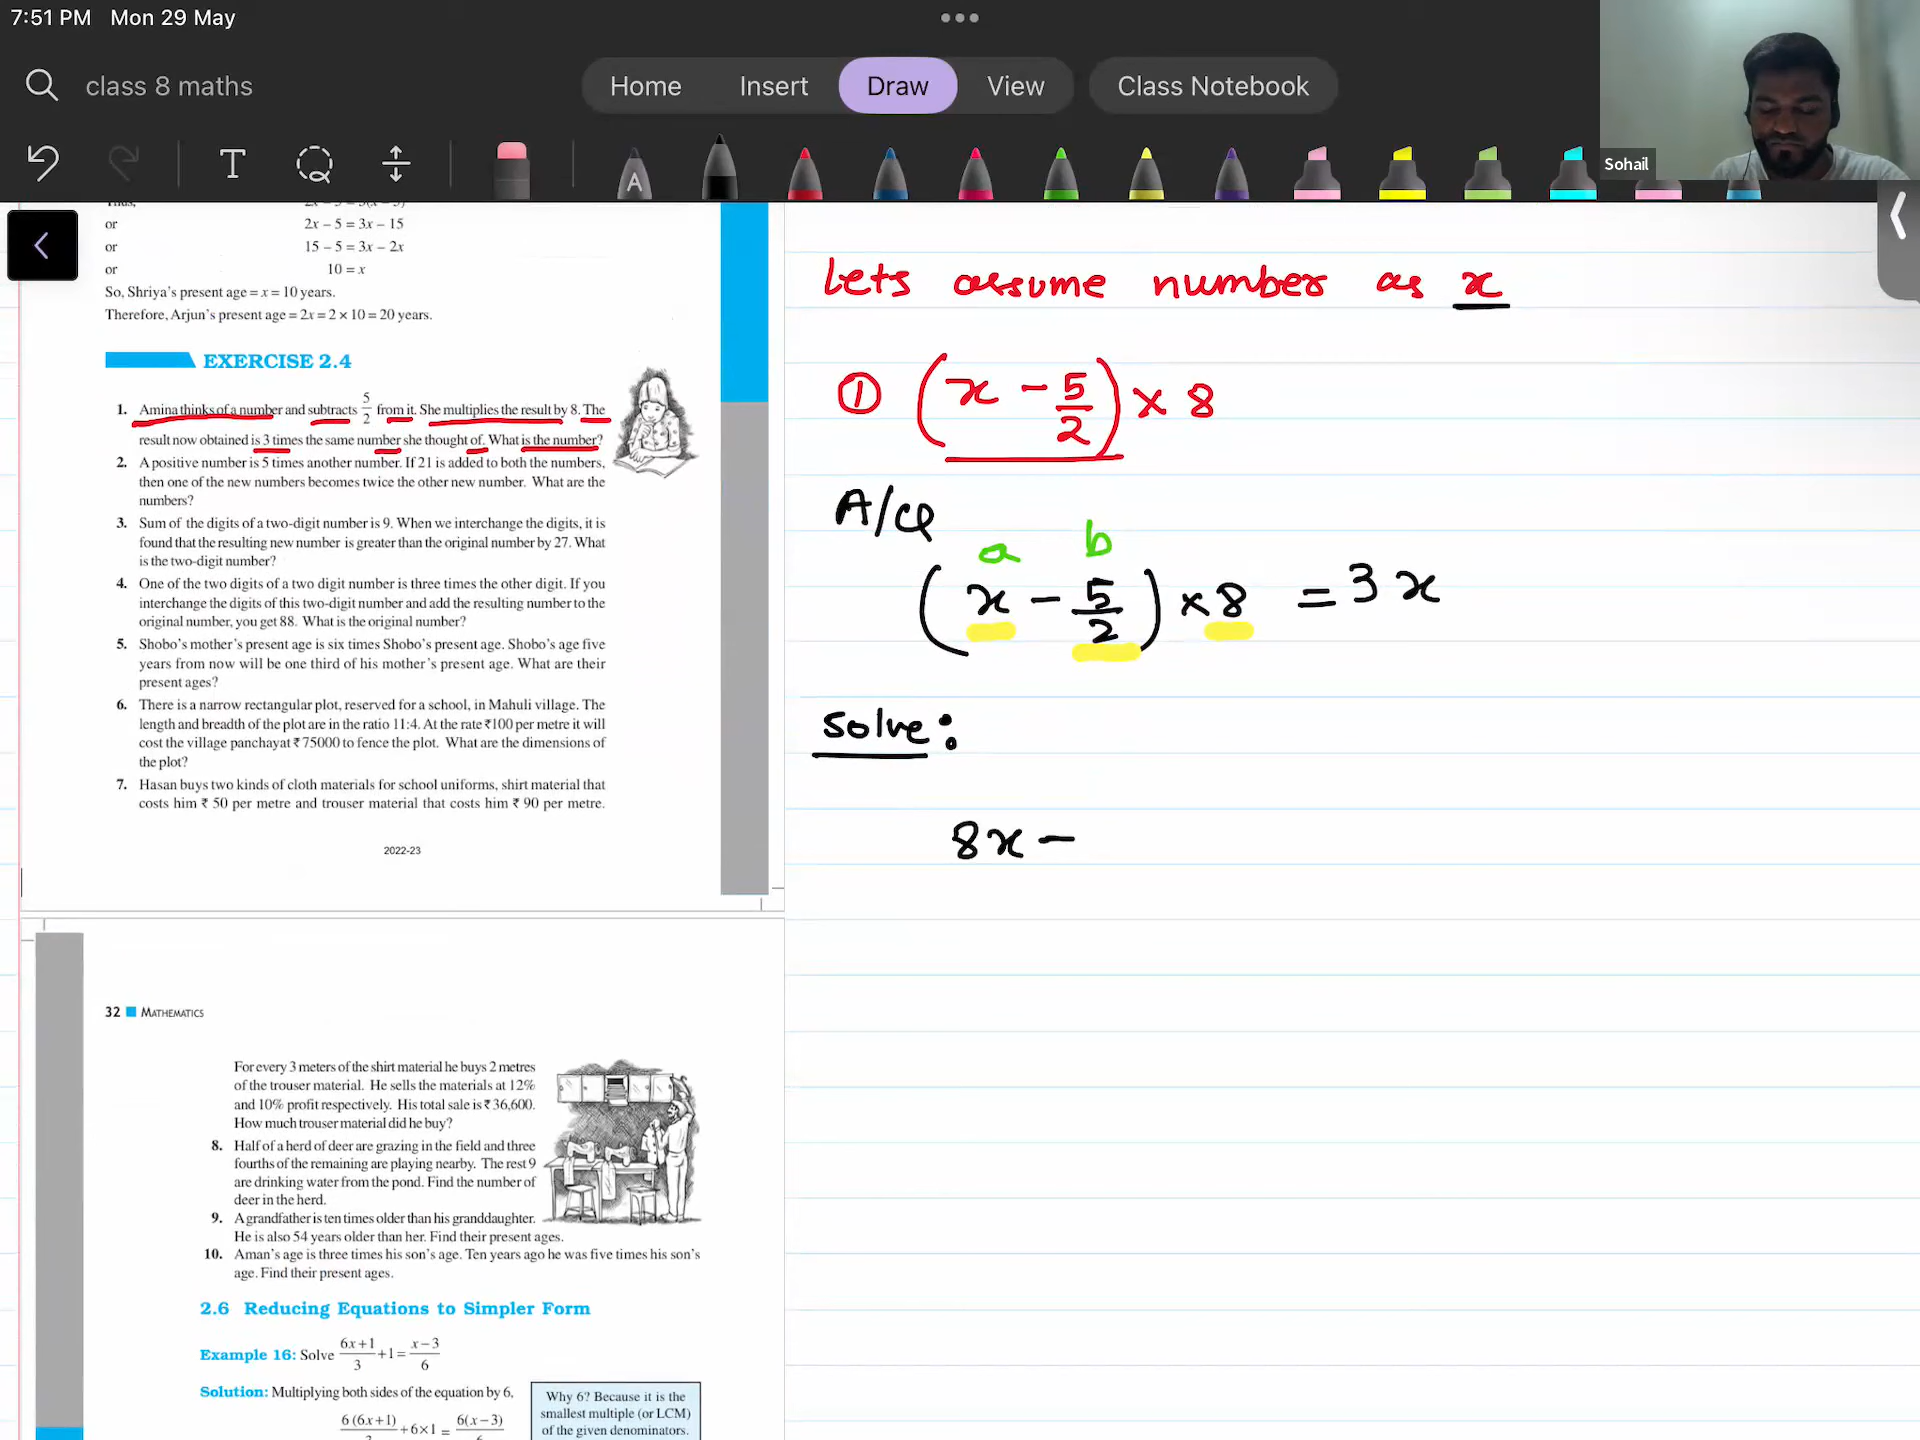 7:51 PM Mon 29 May
class 8 maths
Home Insert Draw View Class Notebook
T
A
Sohail
or 2x – 5 = 3x – 15
or 15 – 5 = 3x – 2x
or 10 = x
So, Shriya's present age = x = 10 years.
Therefore, Arjun's present age = 2x = 2 × 10 = 20 years.
EXERCISE 2.4
1. Amina thinks of a number and subtracts 5/2 from it. She multiplies the result by 8. The
result now obtained is 3 times the same number she thought of. What is the number?
2. A positive number is 5 times another number. If 21 is added to both the numbers,
then one of the new numbers becomes twice the other new number. What are the
numbers?
3. Sum of the digits of a two-digit number is 9. When we interchange the digits, it is
found that the resulting new number is greater than the original number by 27. What
is the two-digit number?
4. One of the two digits of a two digit number is three times the other digit. If you
interchange the digits of this two-digit number and add the resulting number to the
original number, you get 88. What is the original number?
5. Shobo's mother's present age is six times Shobo's present age. Shobo's age five
years from now will be one third of his mother's present age. What are their
present ages?
6. There is a narrow rectangular plot, reserved for a school, in Mahuli village. The
length and breadth of the plot are in the ratio 11:4. At the rate ₹100 per metre it will
cost the village panchayat ₹ 75000 to fence the plot. What are the dimensions of
the plot?
7. Hasan buys two kinds of cloth materials for school uniforms, shirt material that
costs him ₹ 50 per metre and trouser material that costs him ₹ 90 per metre.
2022-23
32 MATHEMATICS
For every 3 meters of the shirt material he buys 2 metres
of the trouser material. He sells the materials at 12%
and 10% profit respectively. His total sale is ₹ 36,600.
How much trouser material did he buy?
8. Half of a herd of deer are grazing in the field and three
fourths of the remaining are playing nearby. The rest 9
are drinking water from the pond. Find the number of
deer in the herd.
9. A grandfather is ten times older than his granddaughter.
He is also 54 years older than her. Find their present ages.
10. Aman's age is three times his son's age. Ten years ago he was five times his son's
age. Find their present ages.
2.6 Reducing Equations to Simpler Form
Example 16: Solve (6x+1)/3 + 1 = (x–3)/6
Solution: Multiplying both sides of the equation by 6,
6(6x+1) + 6×1 = 6(x–3)
Why 6? Because it is the
smallest multiple (or LCM)
of the given denominators.
Lets assume number as x
① (x – 5/2) × 8
A/Q
a b
(x – 5/2) × 8 = 3x
Solve:
8x –